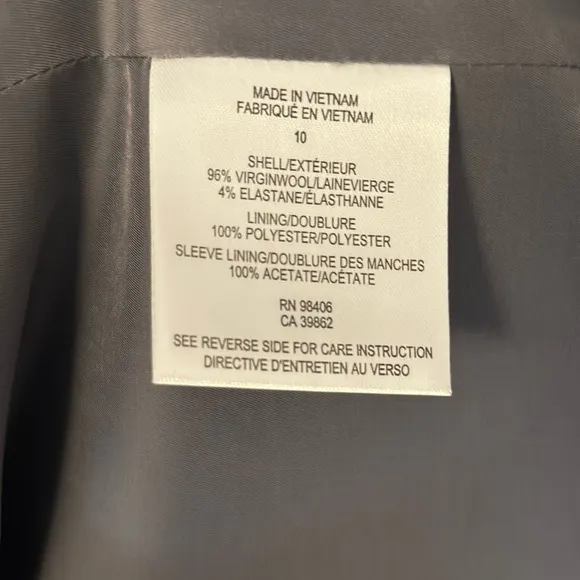 MADE IN VIETNAM
FABRIQUÉ EN VIETNAM
10
SHELL/EXTÉRIEUR
96% VIRGINWOOL/LAINEVIERGE
4% ELASTANE/ÉLASTHANNE
LINING/DOUBLURE
100% POLYESTER/POLYESTER
SLEEVE LINING/DOUBLURE DES MANCHES
100% ACETATE/ACÉTATE
RN 98406
CA 39862
SEE REVERSE SIDE FOR CARE INSTRUCTION
DIRECTIVE D'ENTRETIEN AU VERSO